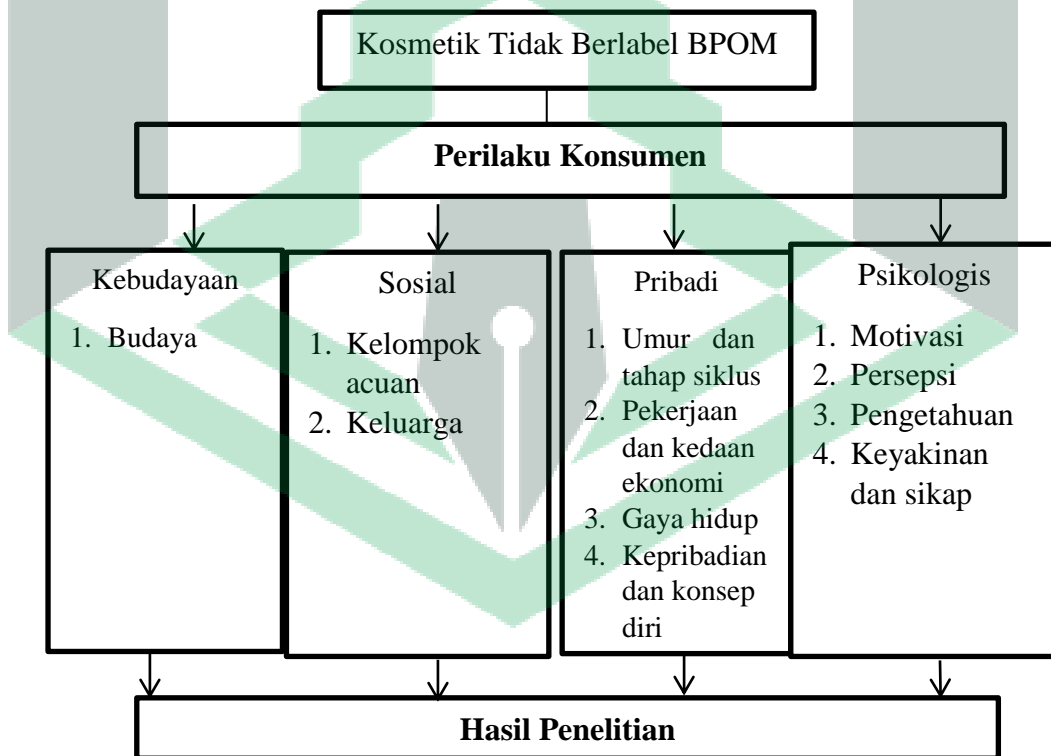 Kosmetik Tidak Berlabel BPOM
Perilaku Konsumen
Kebudayaan
1. Budaya
Sosial
1. Kelompok
acuan
2. Keluarga
Pribadi
1. Umur dan
tahap siklus
2. Pekerjaan
dan kedaan
ekonomi
3. Gaya hidup
4. Kepribadian
dan konsep
diri
Psikologis
1. Motivasi
2. Persepsi
3. Pengetahuan
4. Keyakinan
dan sikap
Hasil Penelitian